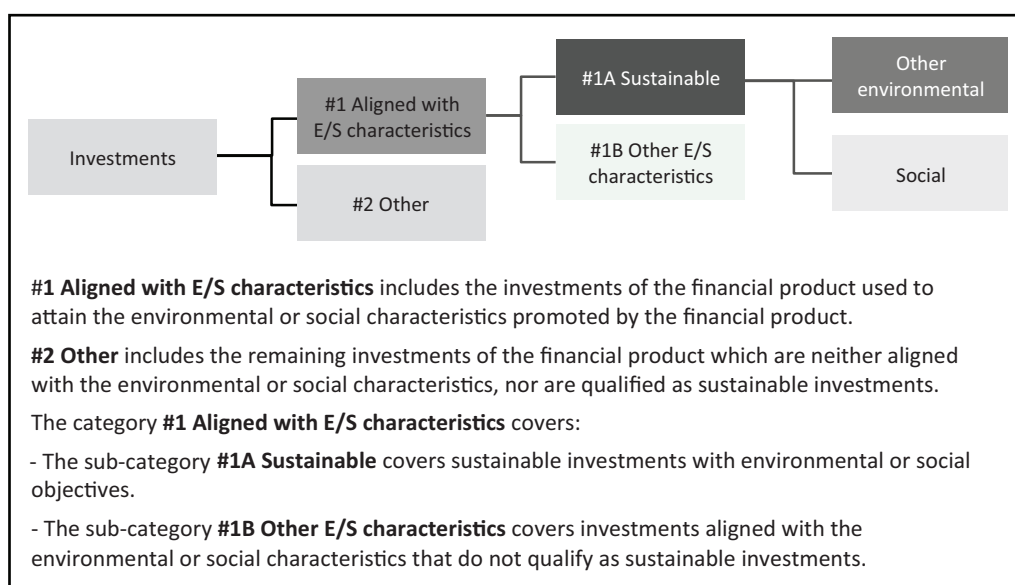 Investments
#1 Aligned with
E/S characteristics
#2 Other
#1A Sustainable
#1B Other E/S
characteristics
Other
environmental
Social
#1 Aligned with E/S characteristics includes the investments of the financial product used to
attain the environmental or social characteristics promoted by the financial product.
#2 Other includes the remaining investments of the financial product which are neither aligned
with the environmental or social characteristics, nor are qualified as sustainable investments.
The category #1 Aligned with E/S characteristics covers:
- The sub-category #1A Sustainable covers sustainable investments with environmental or social
objectives.
- The sub-category #1B Other E/S characteristics covers investments aligned with the
environmental or social characteristics that do not qualify as sustainable investments.